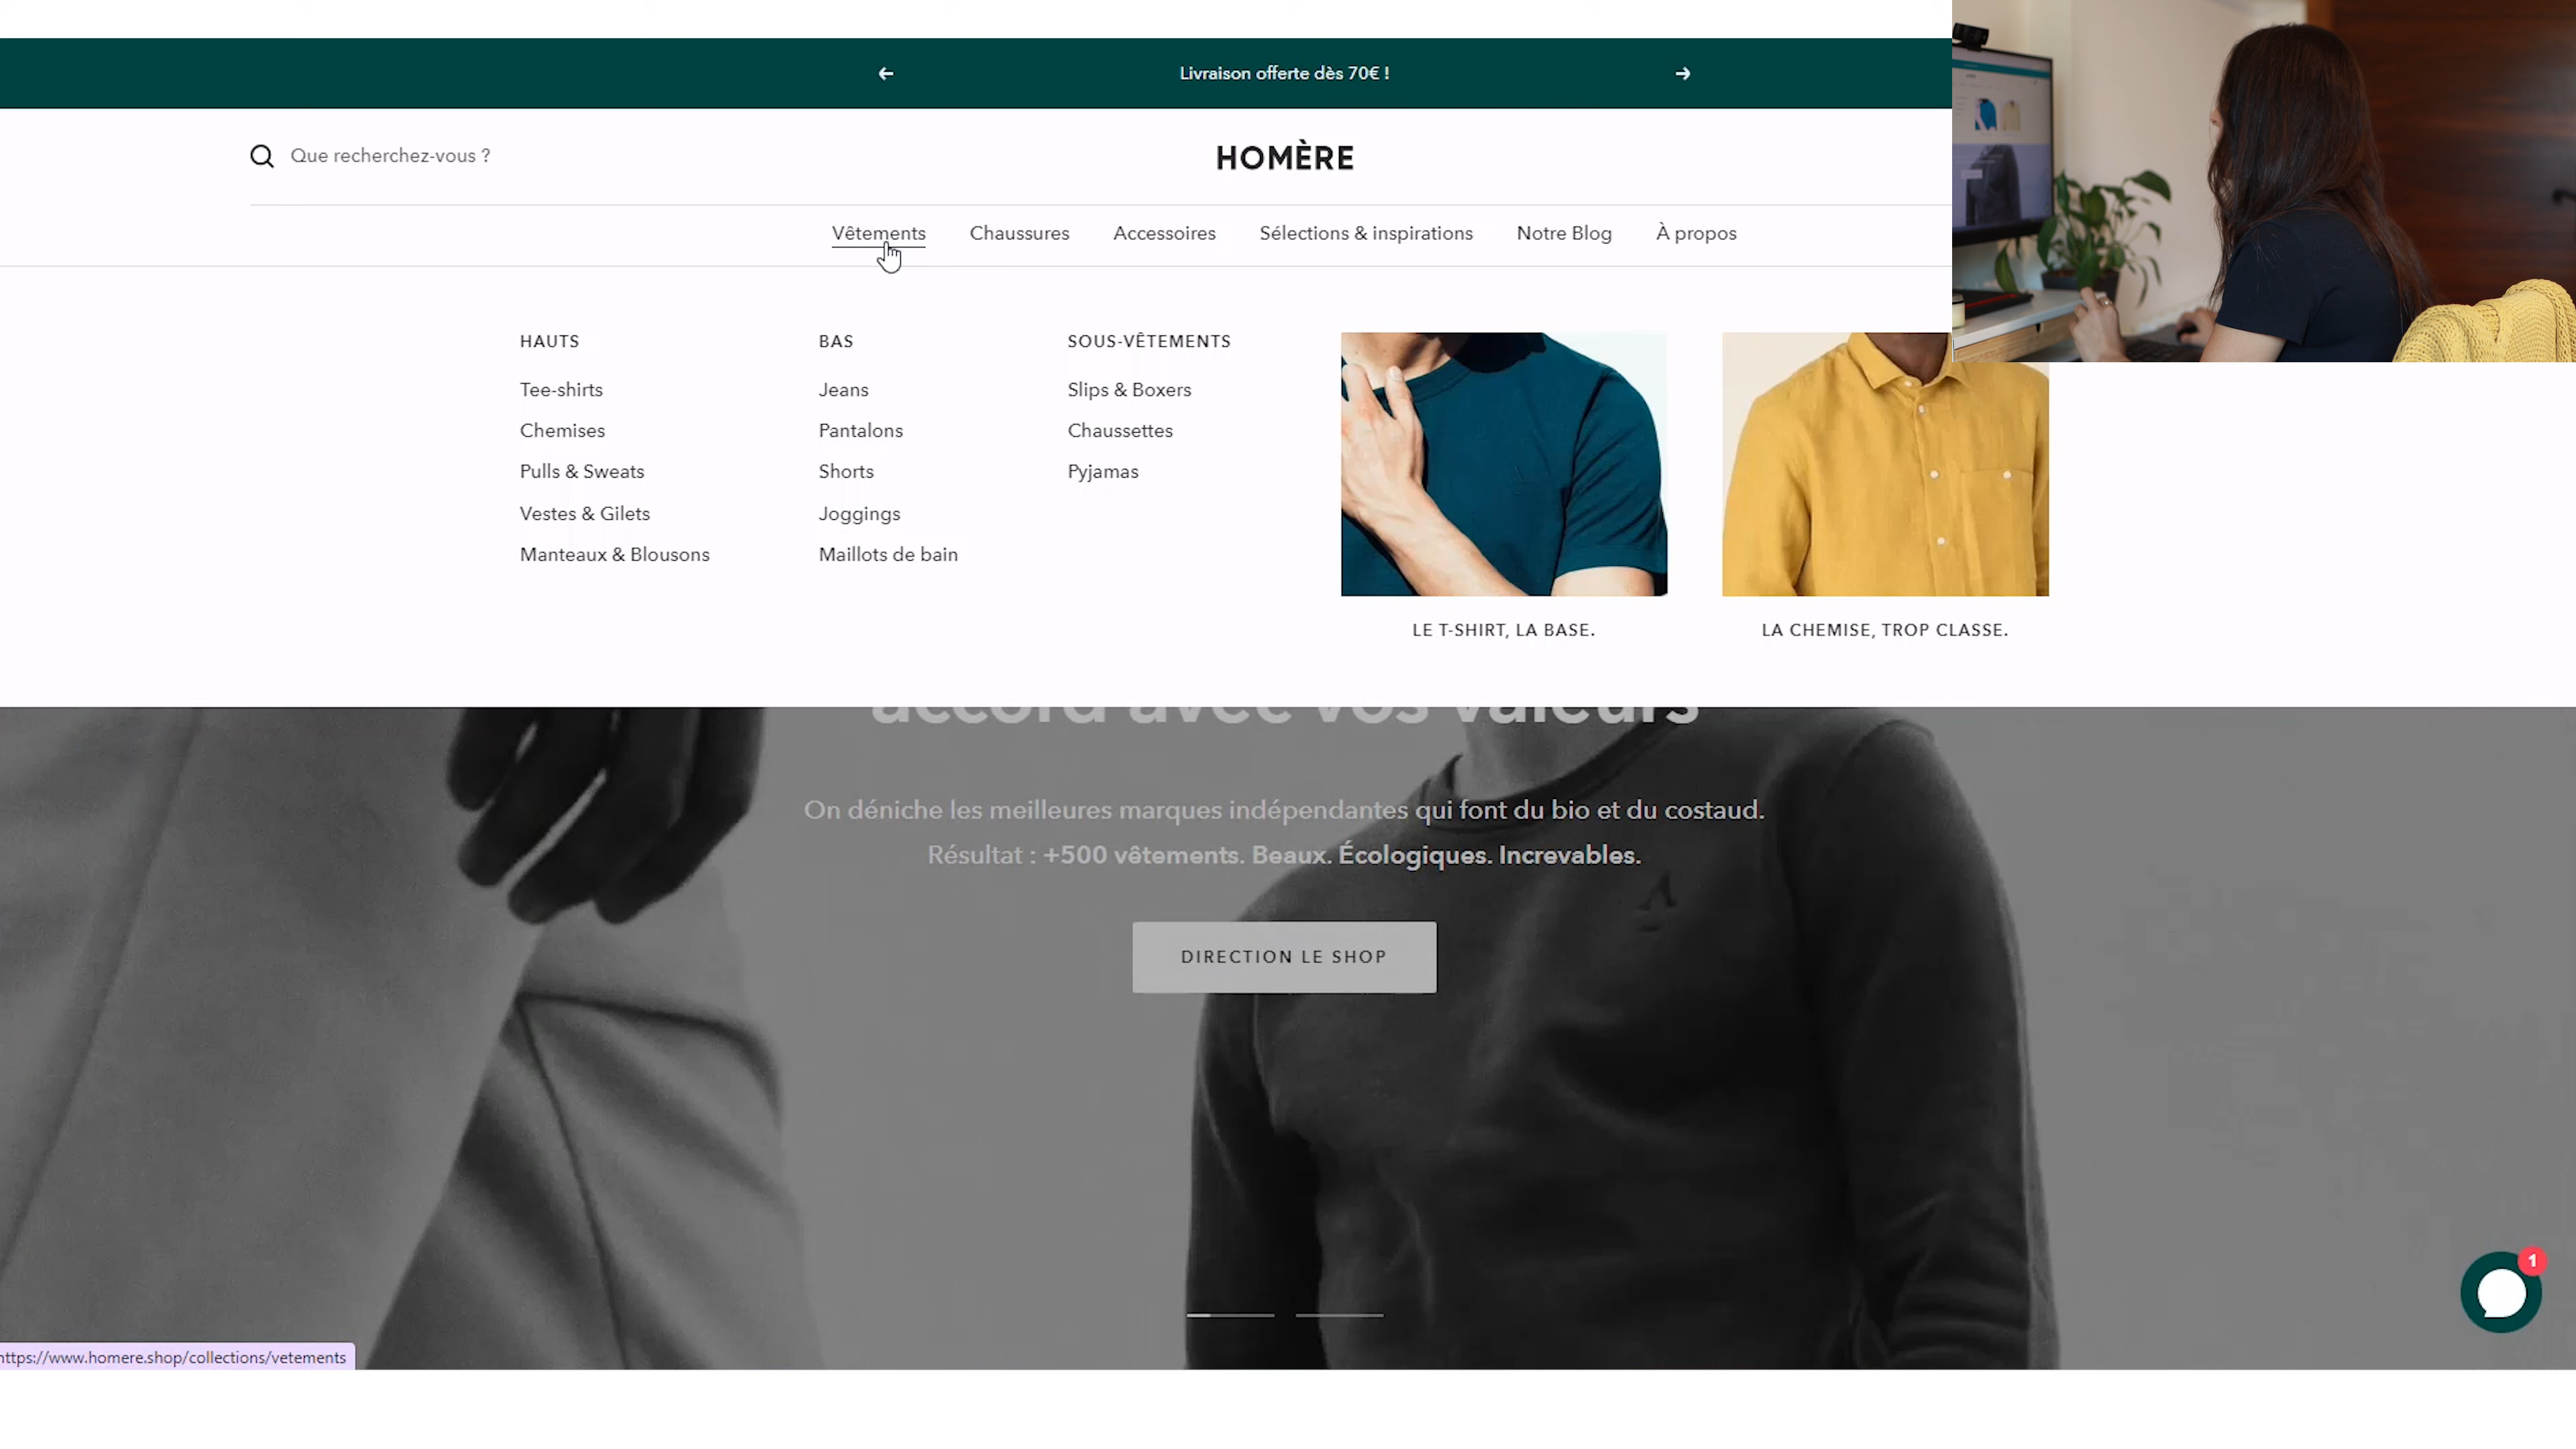 Livraison offerte dès 70€ !
Que recherchez-vous ?
HOMÈRE
Vêtements Chaussures Accessoires Sélections & inspirations Notre Blog À propos
HAUTS
Tee-shirts
Chemises
Pulls & Sweats
Vestes & Gilets
Manteaux & Blousons
BAS
Jeans
Pantalons
Shorts
Joggings
Maillots de bain
SOUS-VÊTEMENTS
Slips & Boxers
Chaussettes
Pyjamas
LE T-SHIRT, LA BASE.
LA CHEMISE, TROP CLASSE.
accord avec vos valeurs
On déniche les meilleures marques indépendantes qui font du bio et du costaud.
Résultat : +500 vêtements. Beaux. Écologiques. Increvables.
DIRECTION LE SHOP
1
https://www.homere.shop/collections/vetements